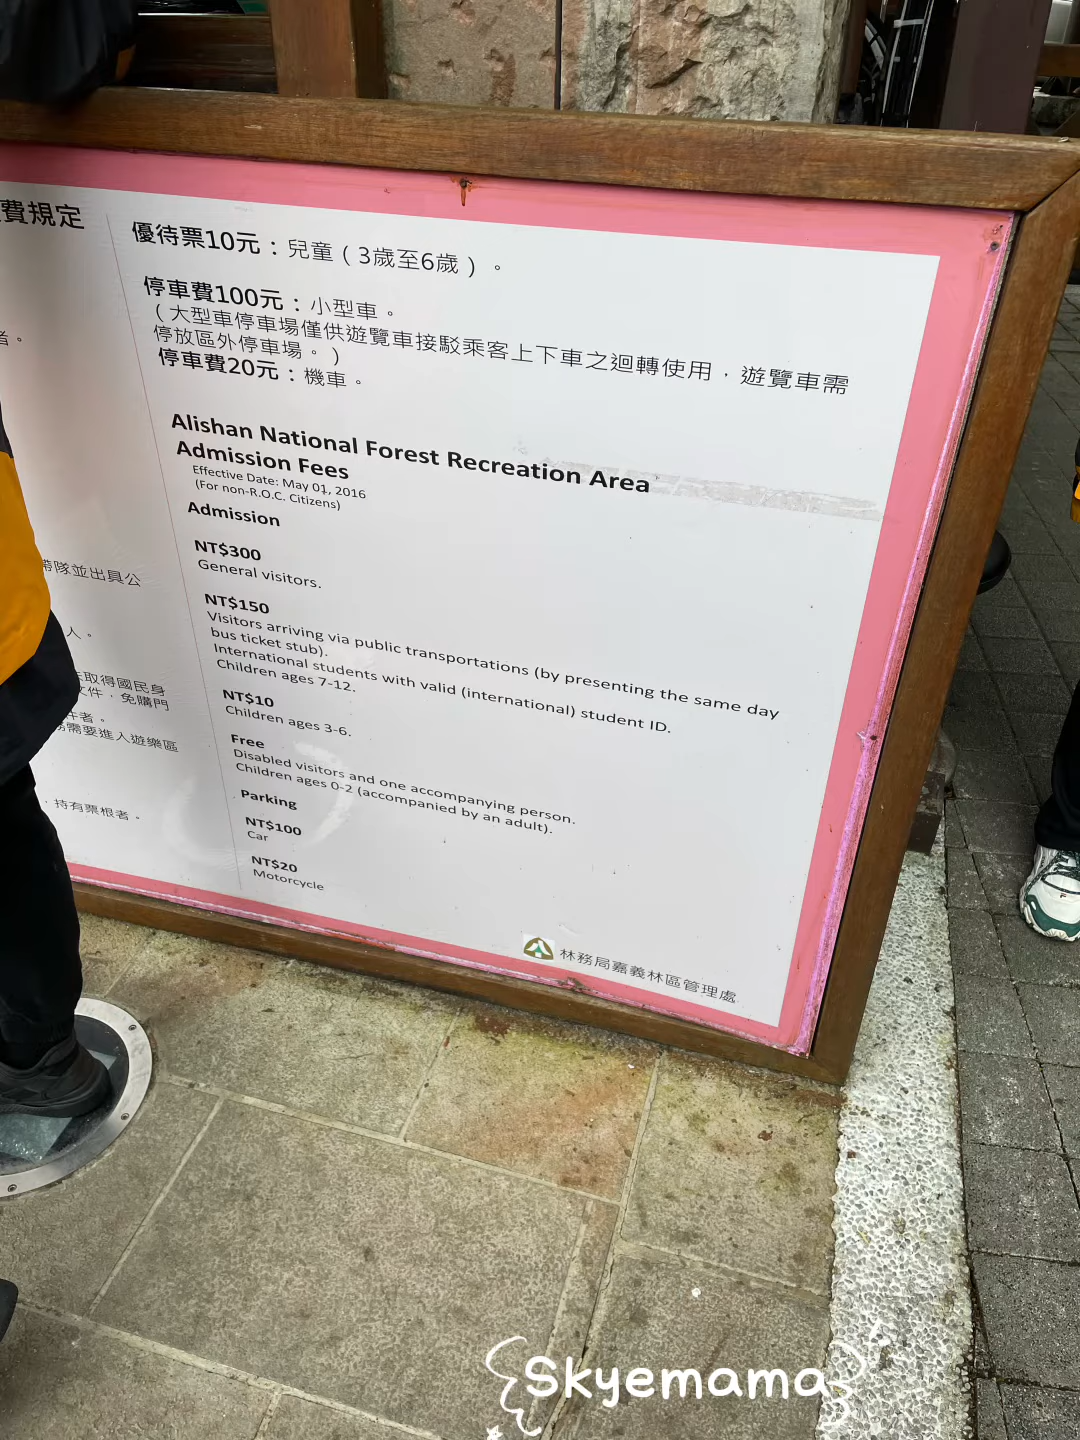 費規定
者。
帶隊並出具公
人。
取得國民身
文件，免購門
件者。
需要進入遊樂區
，持有票根者。
優待票10元：兒童（3歲至6歲）。
停車費100元：小型車。
（大型車停車場僅供遊覽車接駁乘客上下車之迴轉使用，遊覽車需
停放區外停車場。）
停車費20元：機車。
Alishan National Forest Recreation Area
Admission Fees
Effective Date: May 01, 2016
(For non-R.O.C. Citizens)
Admission
NT$300
General visitors.
NT$150
Visitors arriving via public transportations (by presenting the same day
bus ticket stub).
International students with valid (international) student ID.
Children ages 7-12.
NT$10
Children ages 3-6.
Free
Disabled visitors and one accompanying person.
Children ages 0-2 (accompanied by an adult).
Parking
NT$100
Car
NT$20
Motorcycle
林務局嘉義林區管理處
Skyemama